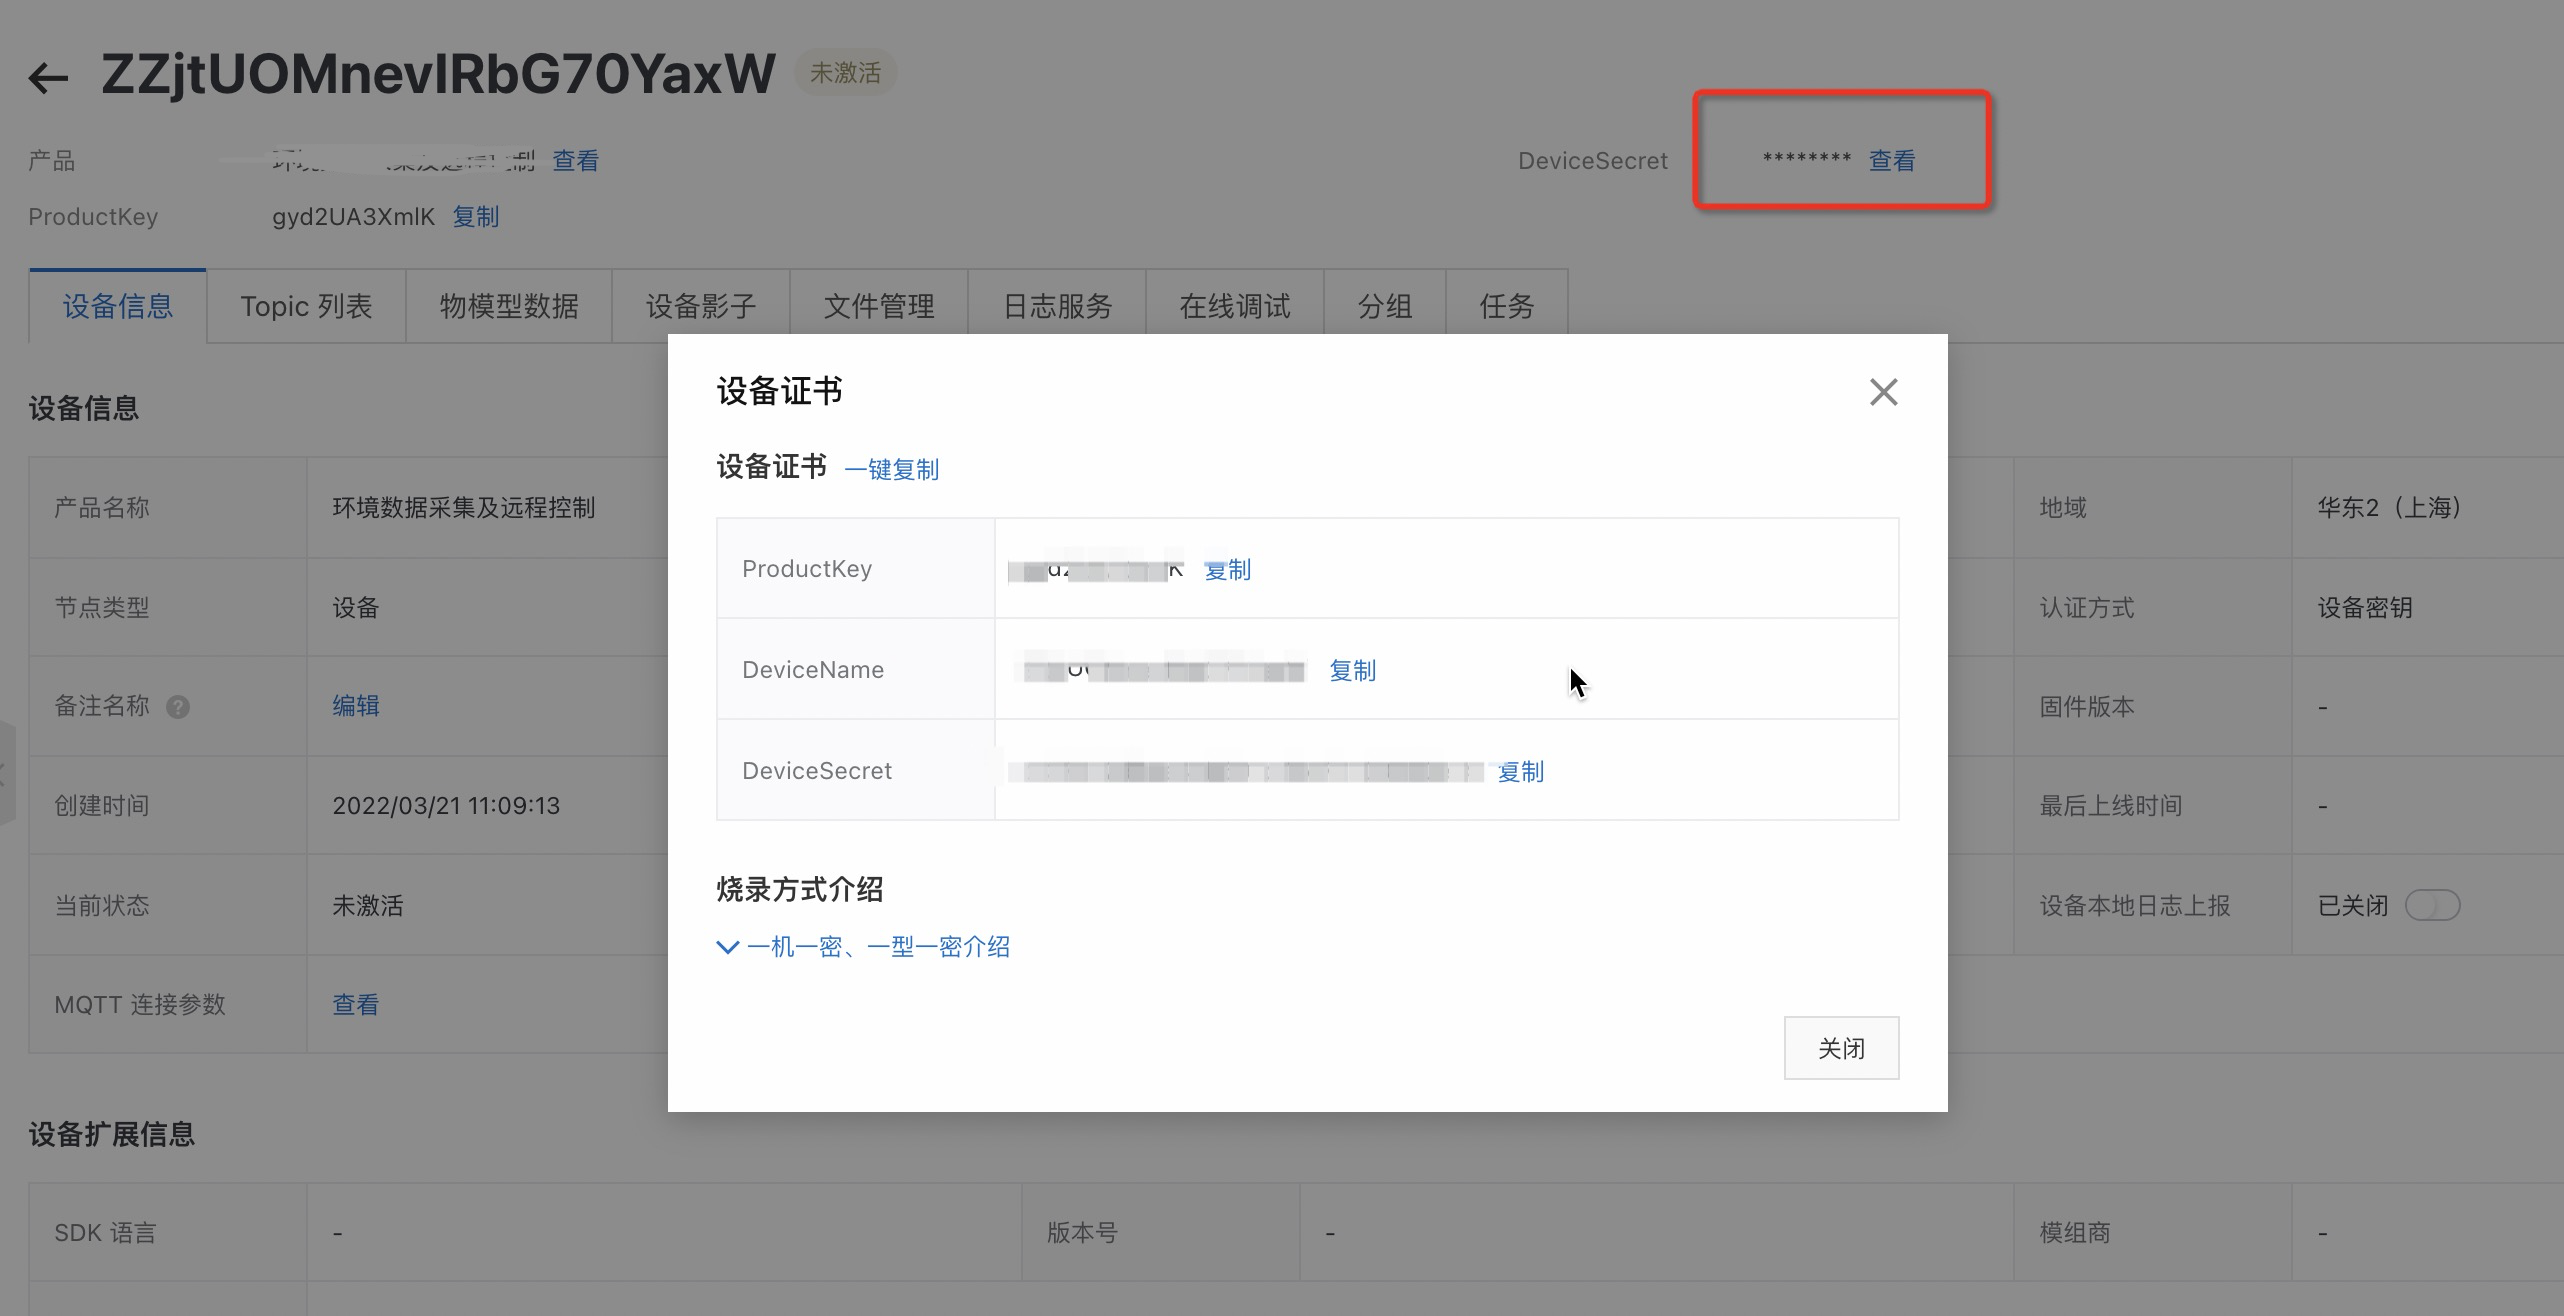 ZZjtUOMnevIRbG70YaxW 未激活
产品 查看 DeviceSecret ******** 查看
ProductKey gyd2UA3XmlK 复制
设备信息 Topic 列表 物模型数据 设备影子 文件管理 日志服务 在线调试 分组 任务
设备信息
产品名称 环境数据采集及远程控制 地域 华东2（上海）
节点类型 设备 认证方式 设备密钥
备注名称 ? 编辑 固件版本 -
创建时间 2022/03/21 11:09:13 最后上线时间 -
当前状态 未激活 设备本地日志上报 已关闭
MQTT 连接参数 查看
设备证书
设备证书 一键复制
ProductKey 复制
DeviceName 复制
DeviceSecret 复制
烧录方式介绍
一机一密、一型一密介绍
关闭
设备扩展信息
SDK 语言 - 版本号 - 模组商 -